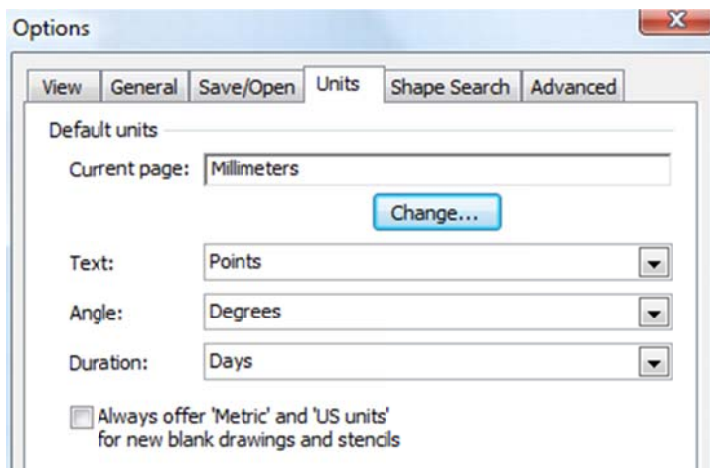 Options
View General Save/Open Units Shape Search Advanced
Default units
Current page: Millimeters
Change...
Text: Points
Angle: Degrees
Duration: Days
Always offer 'Metric' and 'US units'
for new blank drawings and stencils